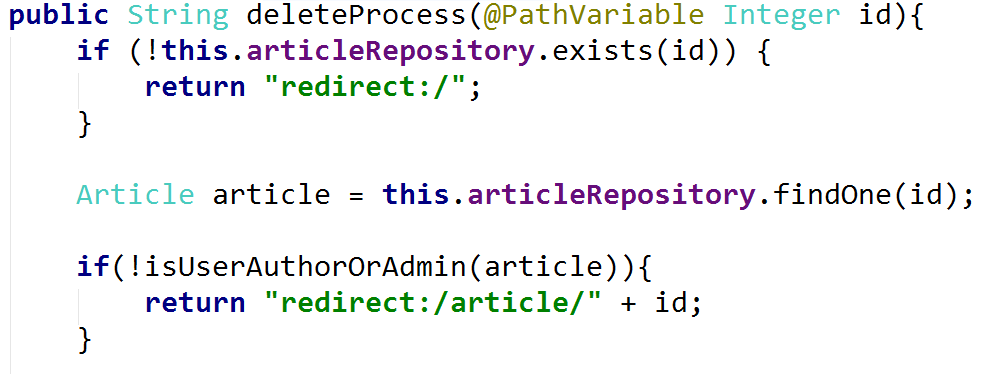 public String deleteProcess(@PathVariable Integer id){
    if (!this.articleRepository.exists(id)) {
        return "redirect:/";
    }

    Article article = this.articleRepository.findOne(id);

    if(!isUserAuthorOrAdmin(article)){
        return "redirect:/article/" + id;
    }